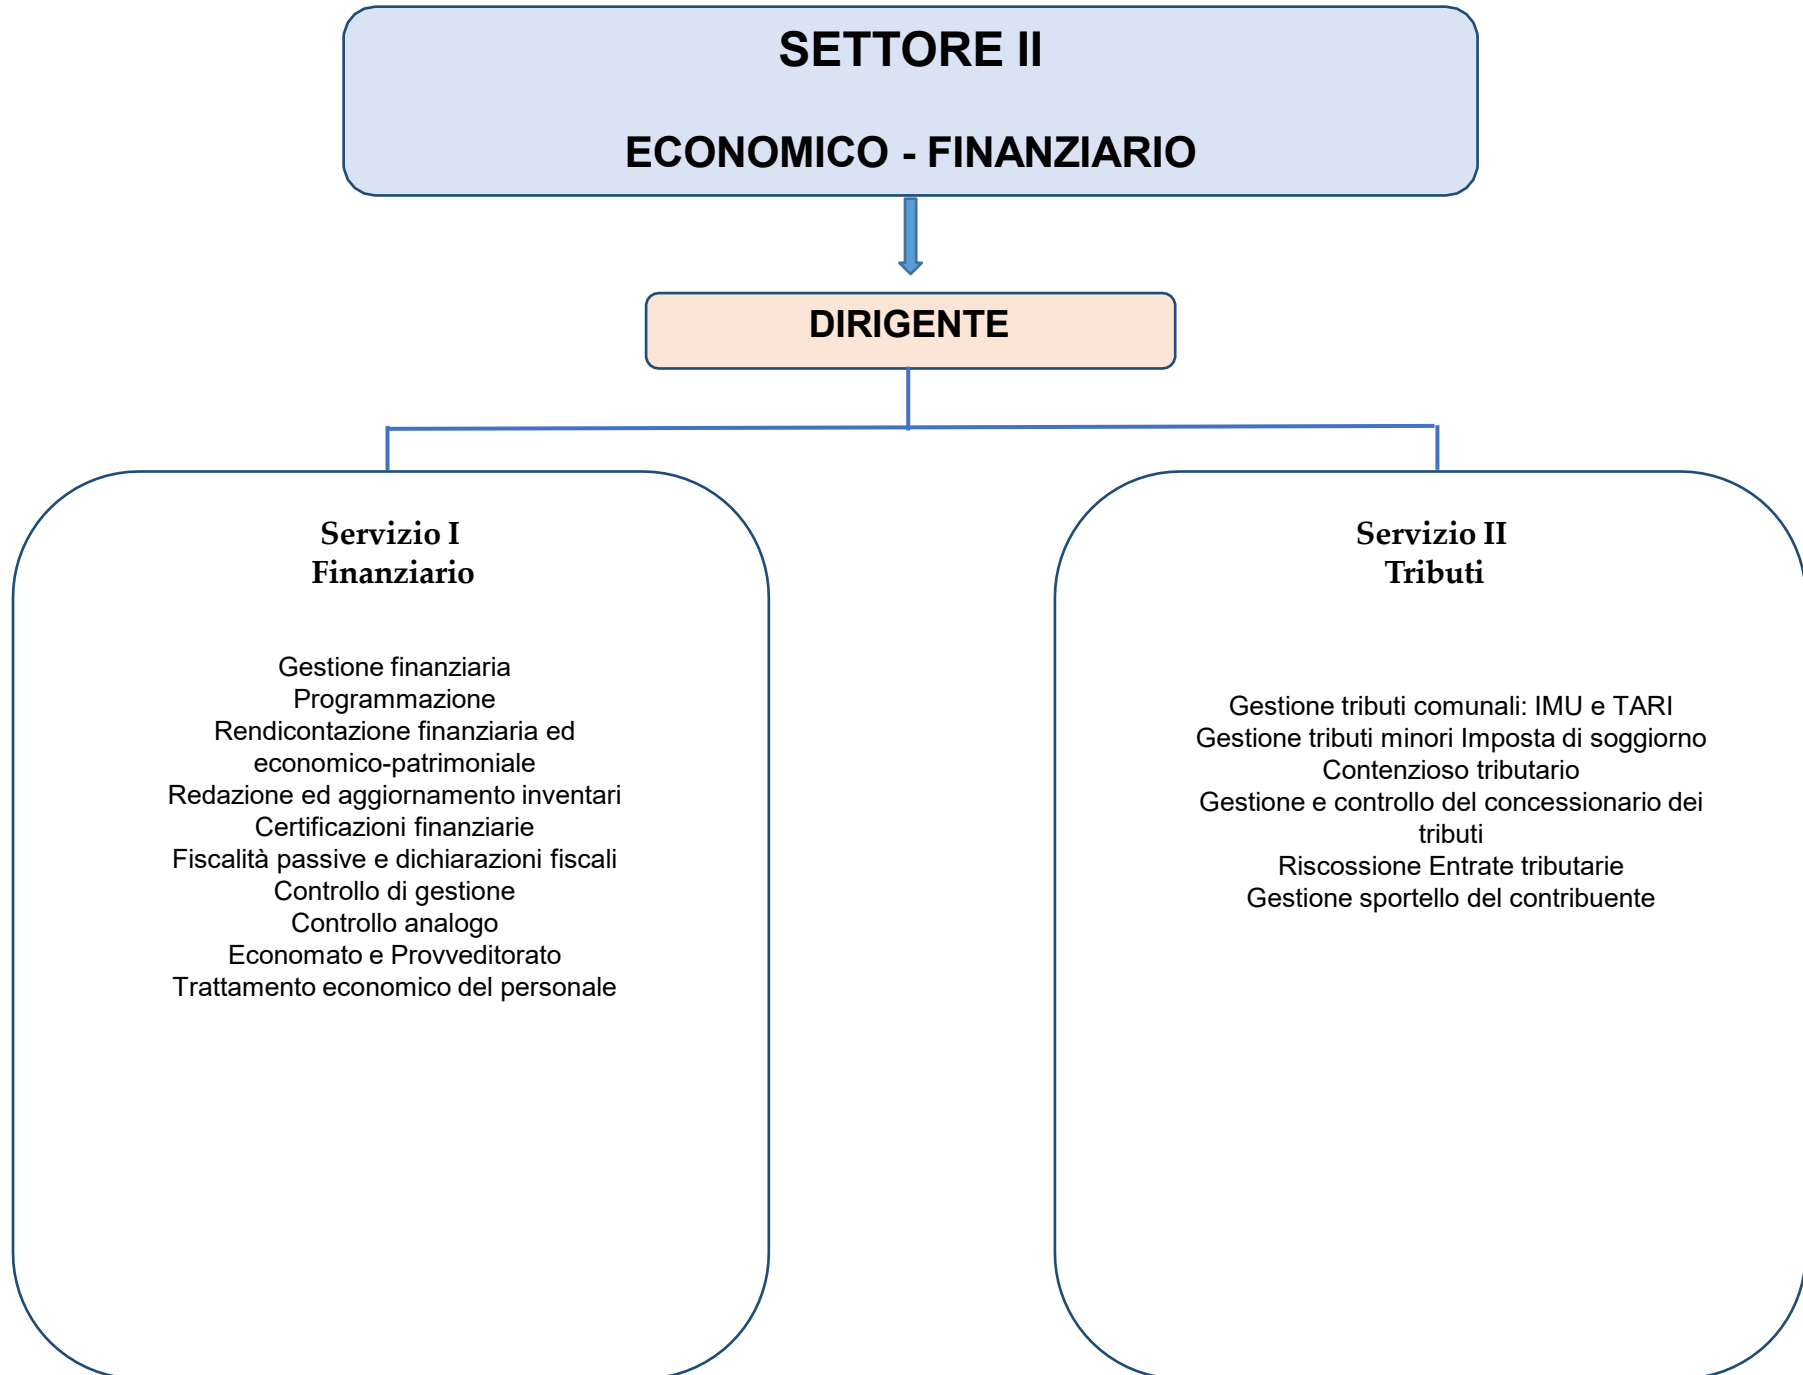 SETTORE II
ECONOMICO - FINANZIARIO
DIRIGENTE
Servizio I
Finanziario
Gestione finanziaria
Programmazione
Rendicontazione finanziaria ed
economico-patrimoniale
Redazione ed aggiornamento inventari
Certificazioni finanziarie
Fiscalità passive e dichiarazioni fiscali
Controllo di gestione
Controllo analogo
Economato e Provveditorato
Trattamento economico del personale
Servizio II
Tributi
Gestione tributi comunali: IMU e TARI
Gestione tributi minori Imposta di soggiorno
Contenzioso tributario
Gestione e controllo del concessionario dei
tributi
Riscossione Entrate tributarie
Gestione sportello del contribuente